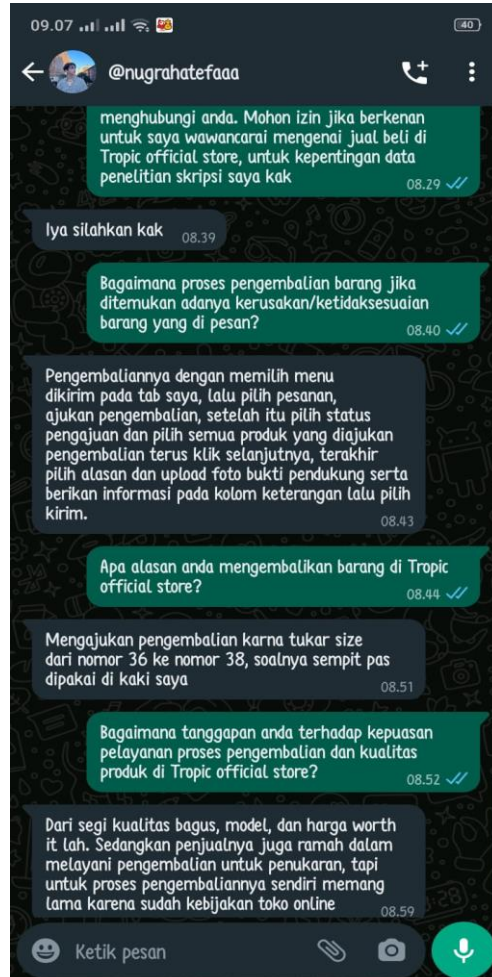 09.07
40
@nugrahatefaaa
menghubungi anda. Mohon izin jika berkenan
untuk saya wawancarai mengenai jual beli di
Tropic official store, untuk kepentingan data
penelitian skripsi saya kak
08.29
Iya silahkan kak
08.39
Bagaimana proses pengembalian barang jika
ditemukan adanya kerusakan/ketidaksesuaian
barang yang di pesan?
08.40
Pengembaliannya dengan memilih menu
dikirim pada tab saya, lalu pilih pesanan,
ajukan pengembalian, setelah itu pilih status
pengajuan dan pilih semua produk yang diajukan
pengembalian terus klik selanjutnya, terakhir
pilih alasan dan upload foto bukti pendukung serta
berikan informasi pada kolom keterangan lalu pilih
kirim.
08.43
Apa alasan anda mengembalikan barang di Tropic
official store?
08.44
Mengajukan pengembalian karna tukar size
dari nomor 36 ke nomor 38, soalnya sempit pas
dipakai di kaki saya
08.51
Bagaimana tanggapan anda terhadap kepuasan
pelayanan proses pengembalian dan kualitas
produk di Tropic official store?
08.52
Dari segi kualitas bagus, model, dan harga worth
it lah. Sedangkan penjualnya juga ramah dalam
melayani pengembalian untuk penukaran, tapi
untuk proses pengembaliannya sendiri memang
lama karena sudah kebijakan toko online
08.59
Ketik pesan